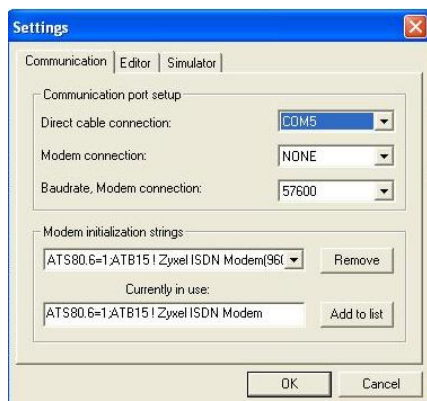 Settings
Communication Editor Simulator
Communication port setup
Direct cable connection: COM5
Modem connection: NONE
Baudrate, Modem connection: 57600
Modem initialization strings
ATS80.6=1;ATB15 ! Zyxel ISDN Modem(96( Remove
Currently in use:
ATS80.6=1;ATB15 ! Zyxel ISDN Modem Add to list
OK Cancel